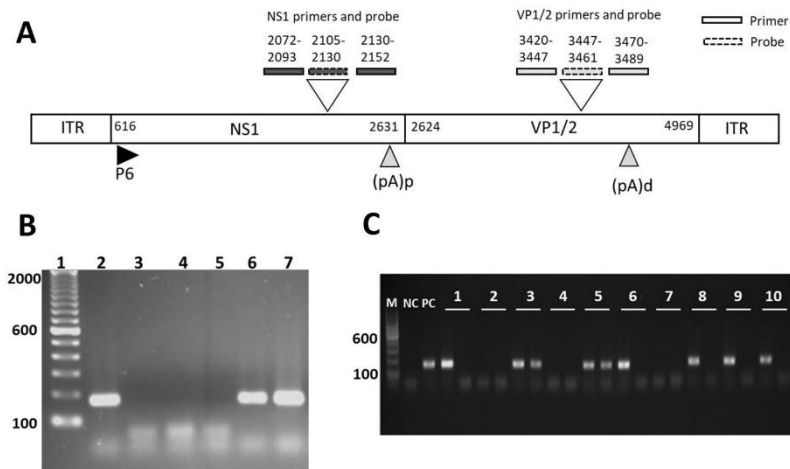 A
NS1 primers and probe
VP1/2 primers and probe
Primer
Probe
2072-
2093
2105-
2130
2130-
2152
3420-
3447
3447-
3461
3470-
3489
ITR
616
NS1
2631
2624
VP1/2
4969
ITR
P6
(pA)p
(pA)d
B
1 2 3 4 5 6 7
2000
600
100
C
M NC PC 1 2 3 4 5 6 7 8 9 10
600
100